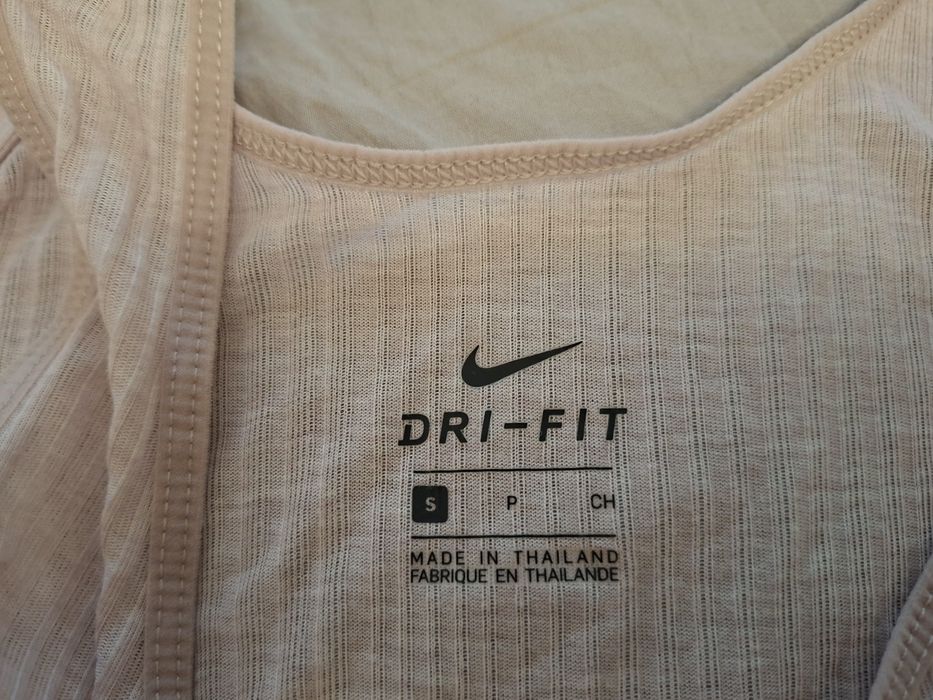 DRI-FIT
S P CH
MADE IN THAILAND
FABRIQUE EN THAILANDE